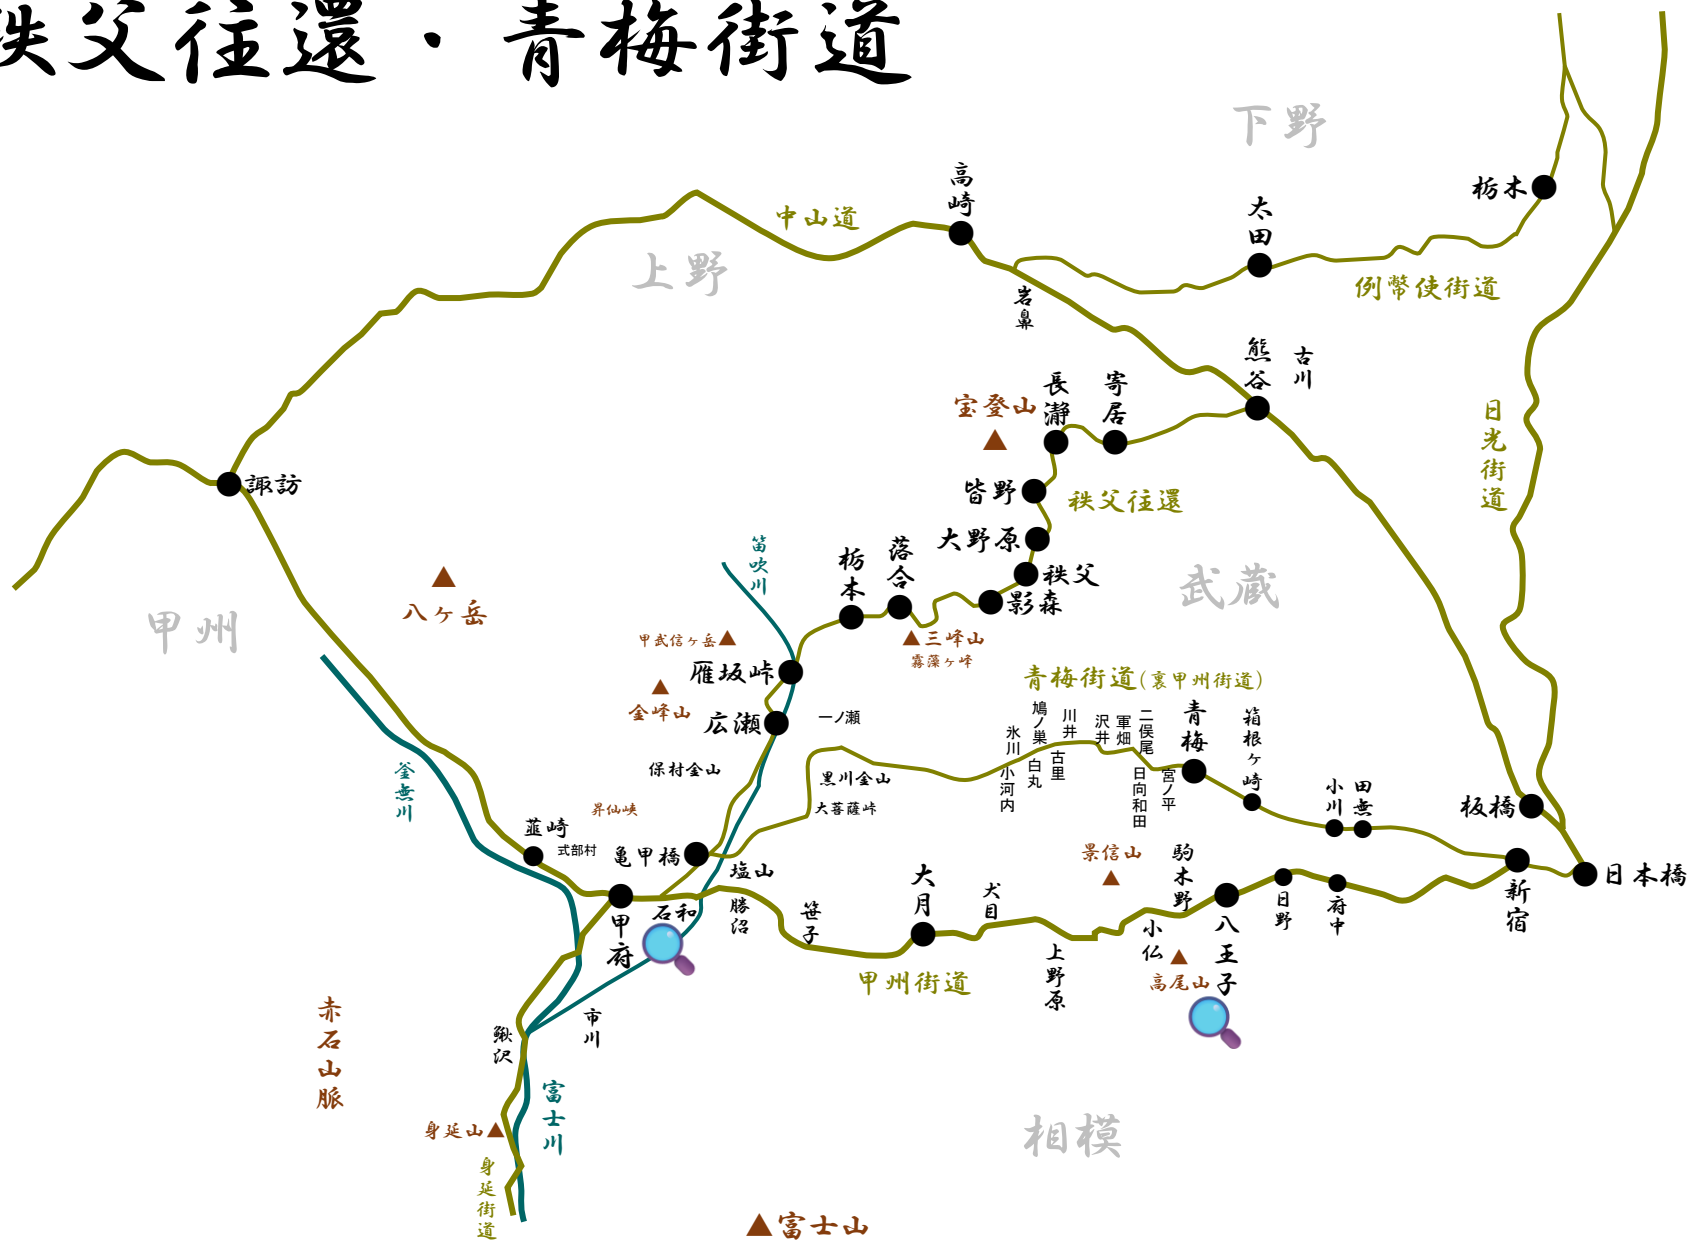 秩父往還・青梅街道
下野
高崎
太田
栃木
中山道
上野
例幣使街道
岩鼻
熊谷
古川
長瀞
寄居
宝登山
日光街道
諏訪
皆野
秩父往還
大野原
笛吹川
栃本
落合
秩父
影森
武蔵
八ヶ岳
甲州
甲武信ヶ岳
三峰山
霧藻ヶ峰
雁坂峠
青梅街道(裏甲州街道)
金峰山
広瀬
一ノ瀬
氷川
鳩ノ巣
川井
沢井
軍畑
二俣尾
青梅
箱根ヶ崎
小河内
白丸
古里
日向和田
宮ノ平
釜無川
保村金山
黒川金山
大菩薩峠
小川
田無
板橋
昇仙峡
韮崎
式部村
亀甲橋
塩山
景信山
駒木野
日本橋
新宿
大月
犬目
勝沼
笹子
石和
甲府
日野
府中
八王子
小仏
上野原
甲州街道
高尾山
赤石山脈
鰍沢
市川
富士川
身延山
身延街道
相模
富士山